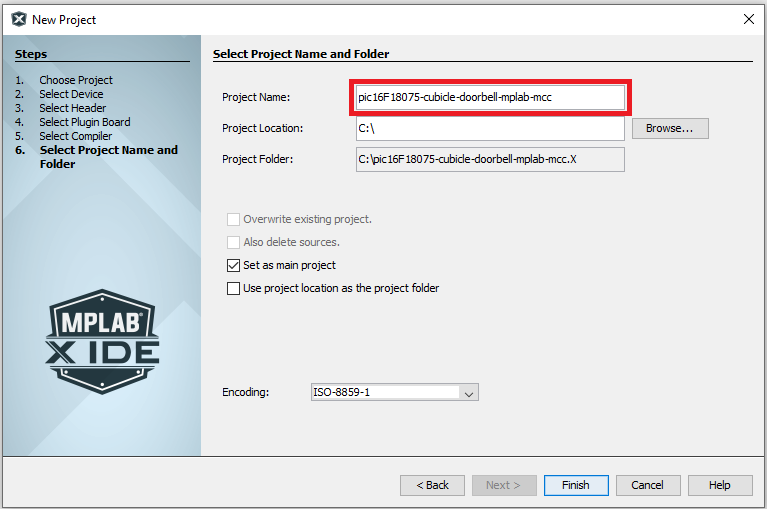 New Project
Steps
1. Choose Project
2. Select Device
3. Select Header
4. Select Plugin Board
5. Select Compiler
6. Select Project Name and
Folder
MPLAB®
X IDE
Select Project Name and Folder
Project Name: pic16F18075-cubicle-doorbell-mplab-mcc
Project Location: C:\ Browse...
Project Folder: C:\pic16F18075-cubicle-doorbell-mplab-mcc.X
Overwrite existing project.
Also delete sources.
Set as main project
Use project location as the project folder
Encoding: ISO-8859-1
< Back Next > Finish Cancel Help